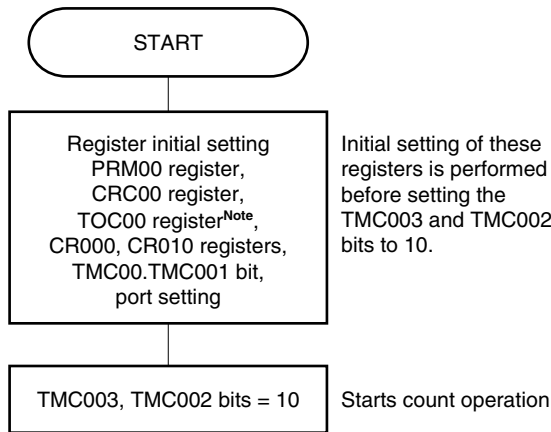 START
Register initial setting
PRM00 register,
CRC00 register,
TOC00 registerNote,
CR000, CR010 registers,
TMC00.TMC001 bit,
port setting
Initial setting of these
registers is performed
before setting the
TMC003 and TMC002
bits to 10.
TMC003, TMC002 bits = 10
Starts count operation